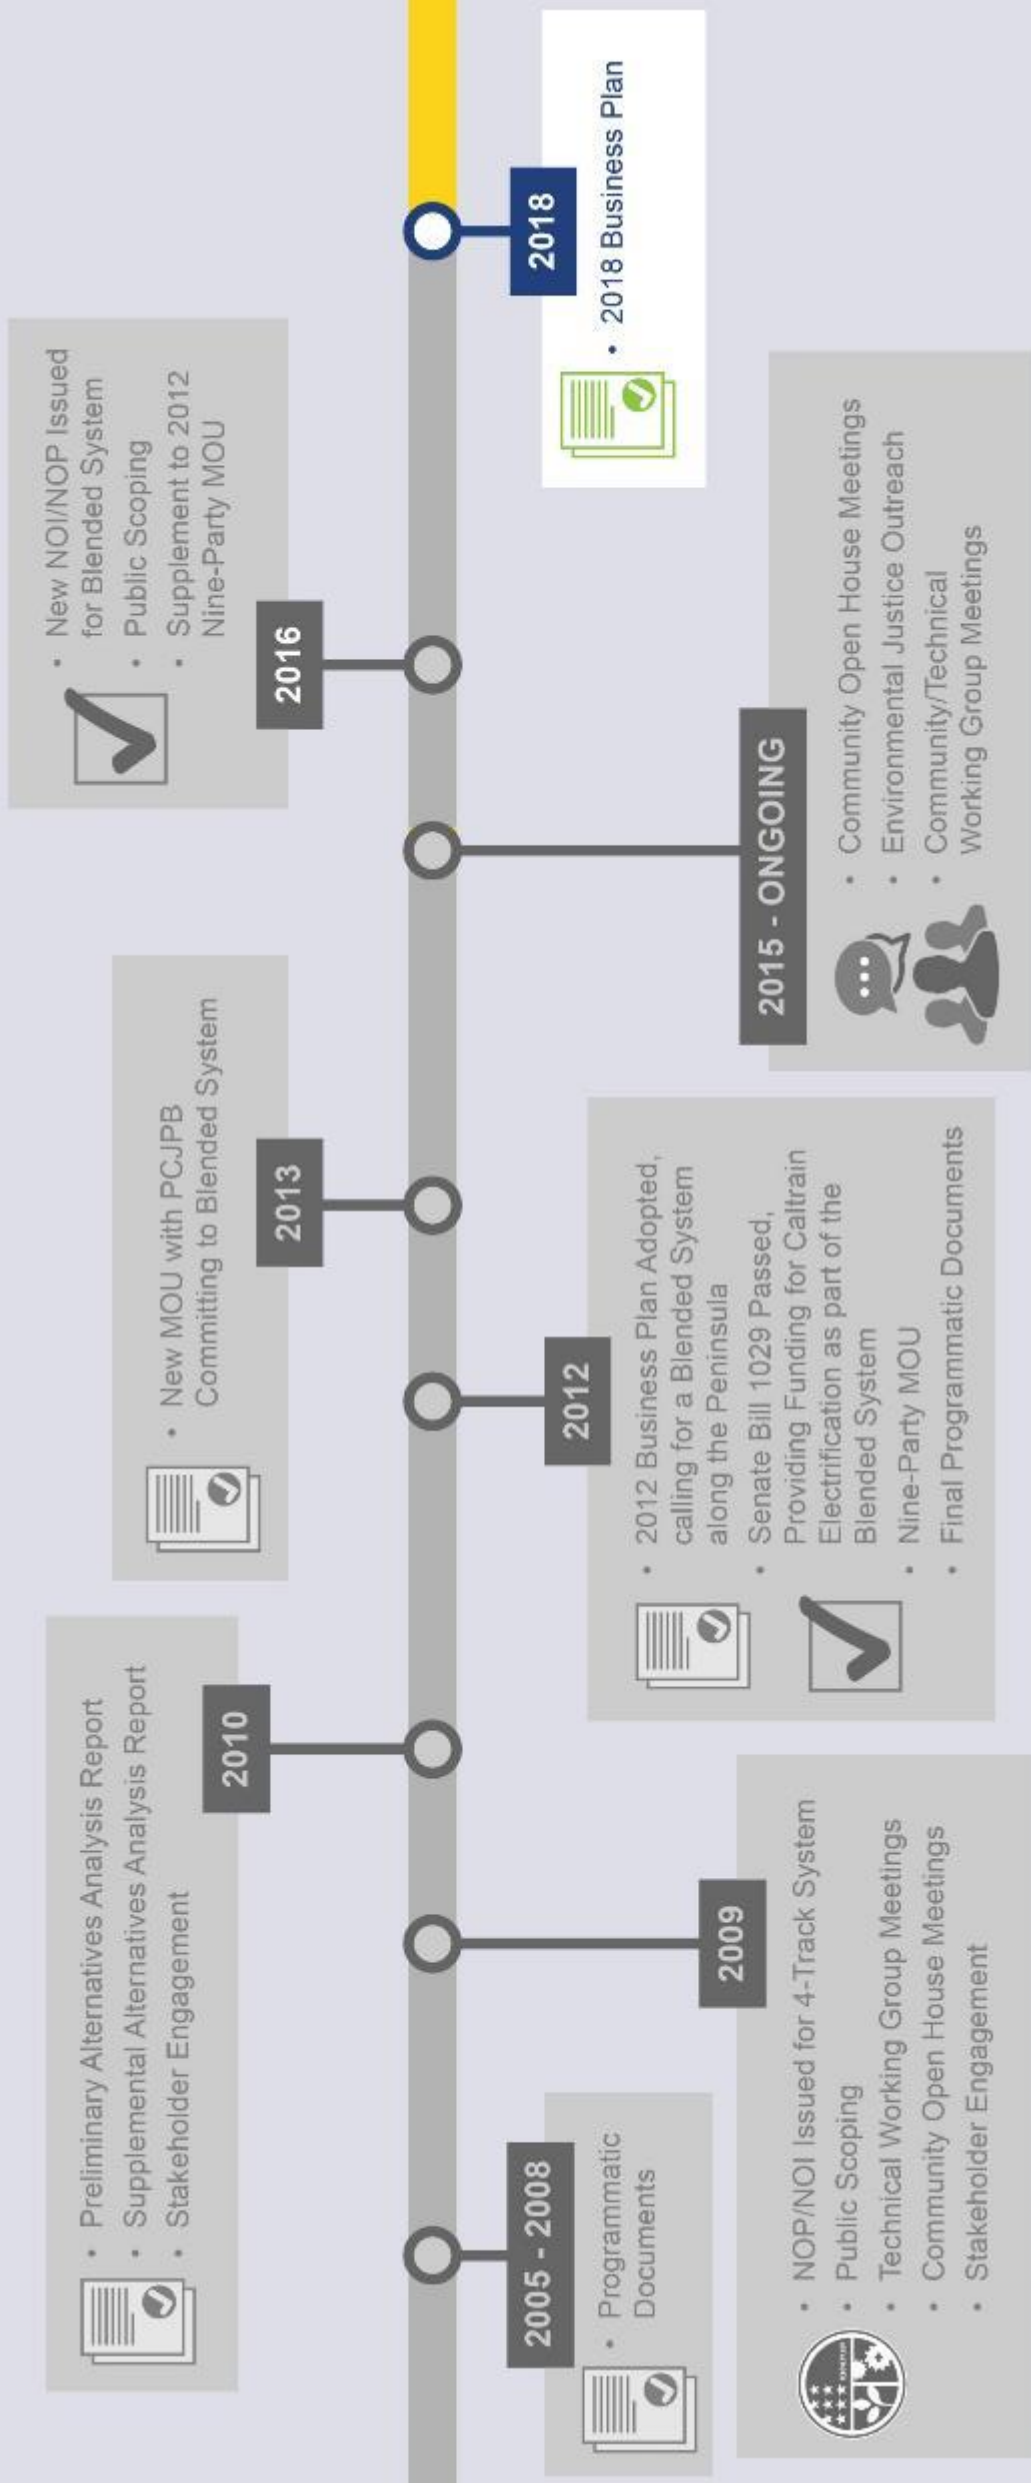 2005 - 2008
• Programmatic
Documents
2009
• NOP/NOI Issued for 4-Track System
• Public Scoping
• Technical Working Group Meetings
• Community Open House Meetings
• Stakeholder Engagement
• Preliminary Alternatives Analysis Report
• Supplemental Alternatives Analysis Report
• Stakeholder Engagement
2010
2012
• 2012 Business Plan Adopted,
calling for a Blended System
along the Peninsula
• Senate Bill 1029 Passed,
Providing Funding for Caltrain
Electrification as part of the
Blended System
• Nine-Party MOU
• Final Programmatic Documents
• New MOU with PCJPB
Committing to Blended System
2013
2015 - ONGOING
• Community Open House Meetings
• Environmental Justice Outreach
• Community/Technical
Working Group Meetings
• New NOI/NOP Issued
for Blended System
• Public Scoping
• Supplement to 2012
Nine-Party MOU
2016
2018
• 2018 Business Plan